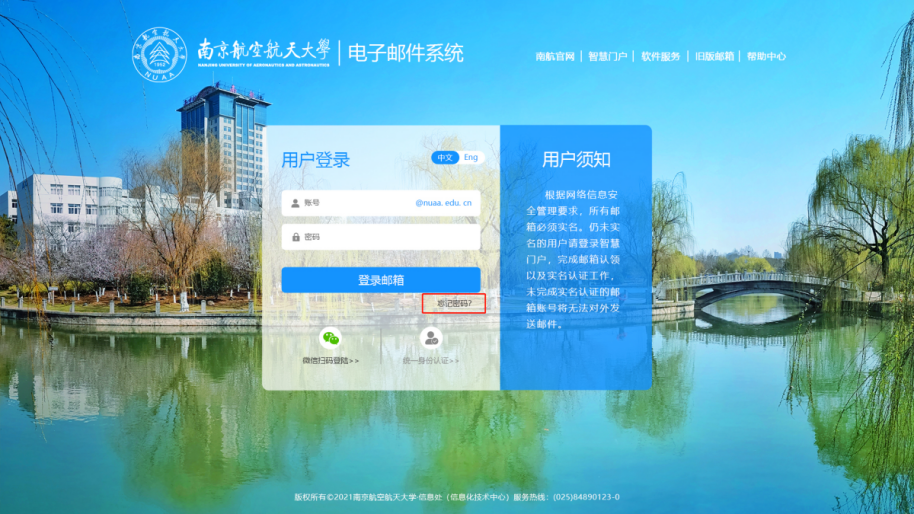 南京航空航天大學
NANJING UNIVERSITY OF AERONAUTICS AND ASTRONAUTICS
1952
NUAA
电子邮件系统
南航官网 | 智慧门户 | 软件服务 | 旧版邮箱 | 帮助中心
用户登录
中文 Eng
账号 @nuaa.edu.cn
密码
登录邮箱
忘记密码?
微信扫码登陆>>
统一身份认证>>
用户须知
根据网络信息安
全管理要求，所有邮
箱必须实名。仍未实
名的用户请登录智慧
门户，完成邮箱认领
以及实名认证工作，
未完成实名认证的邮
箱账号将无法对外发
送邮件。
版权所有©2021南京航空航天大学·信息处（信息化技术中心）服务热线：(025)84890123-0